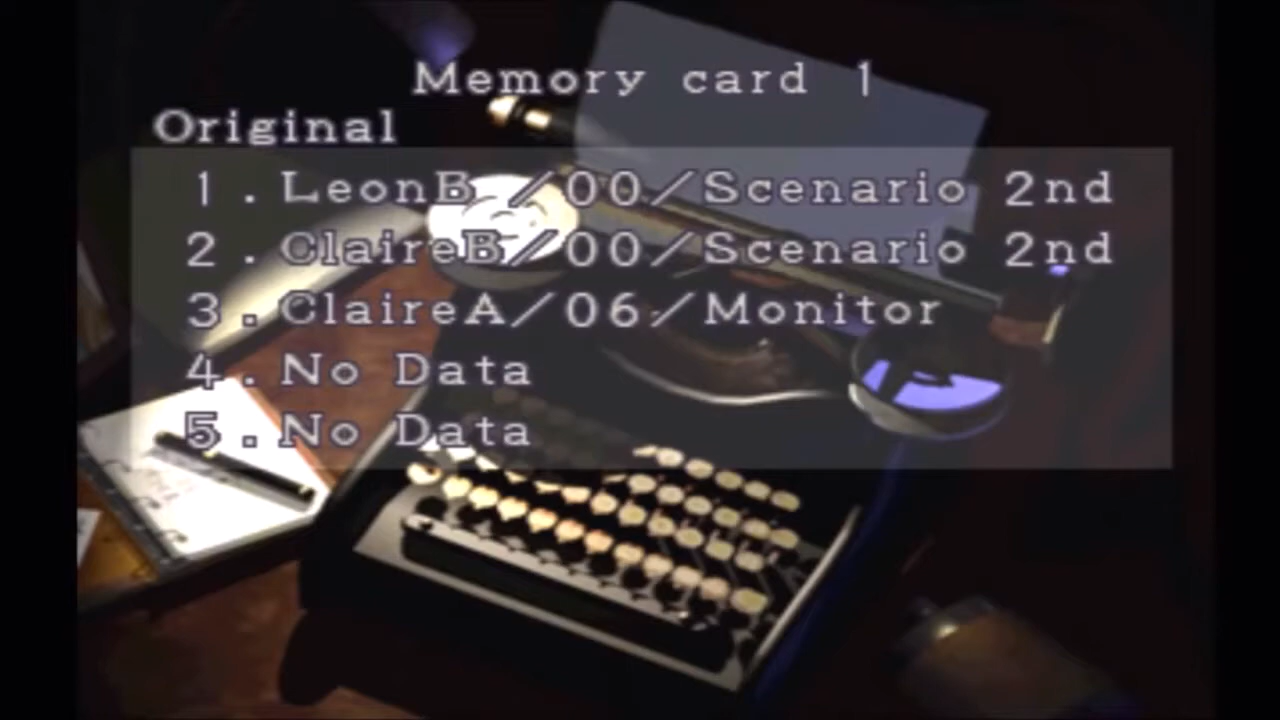 Memory card 1
Original
1.LeonB /00/Scenario 2nd
2.ClaireB/00/Scenario 2nd
3.ClaireA/06/Monitor
4.No Data
5.No Data